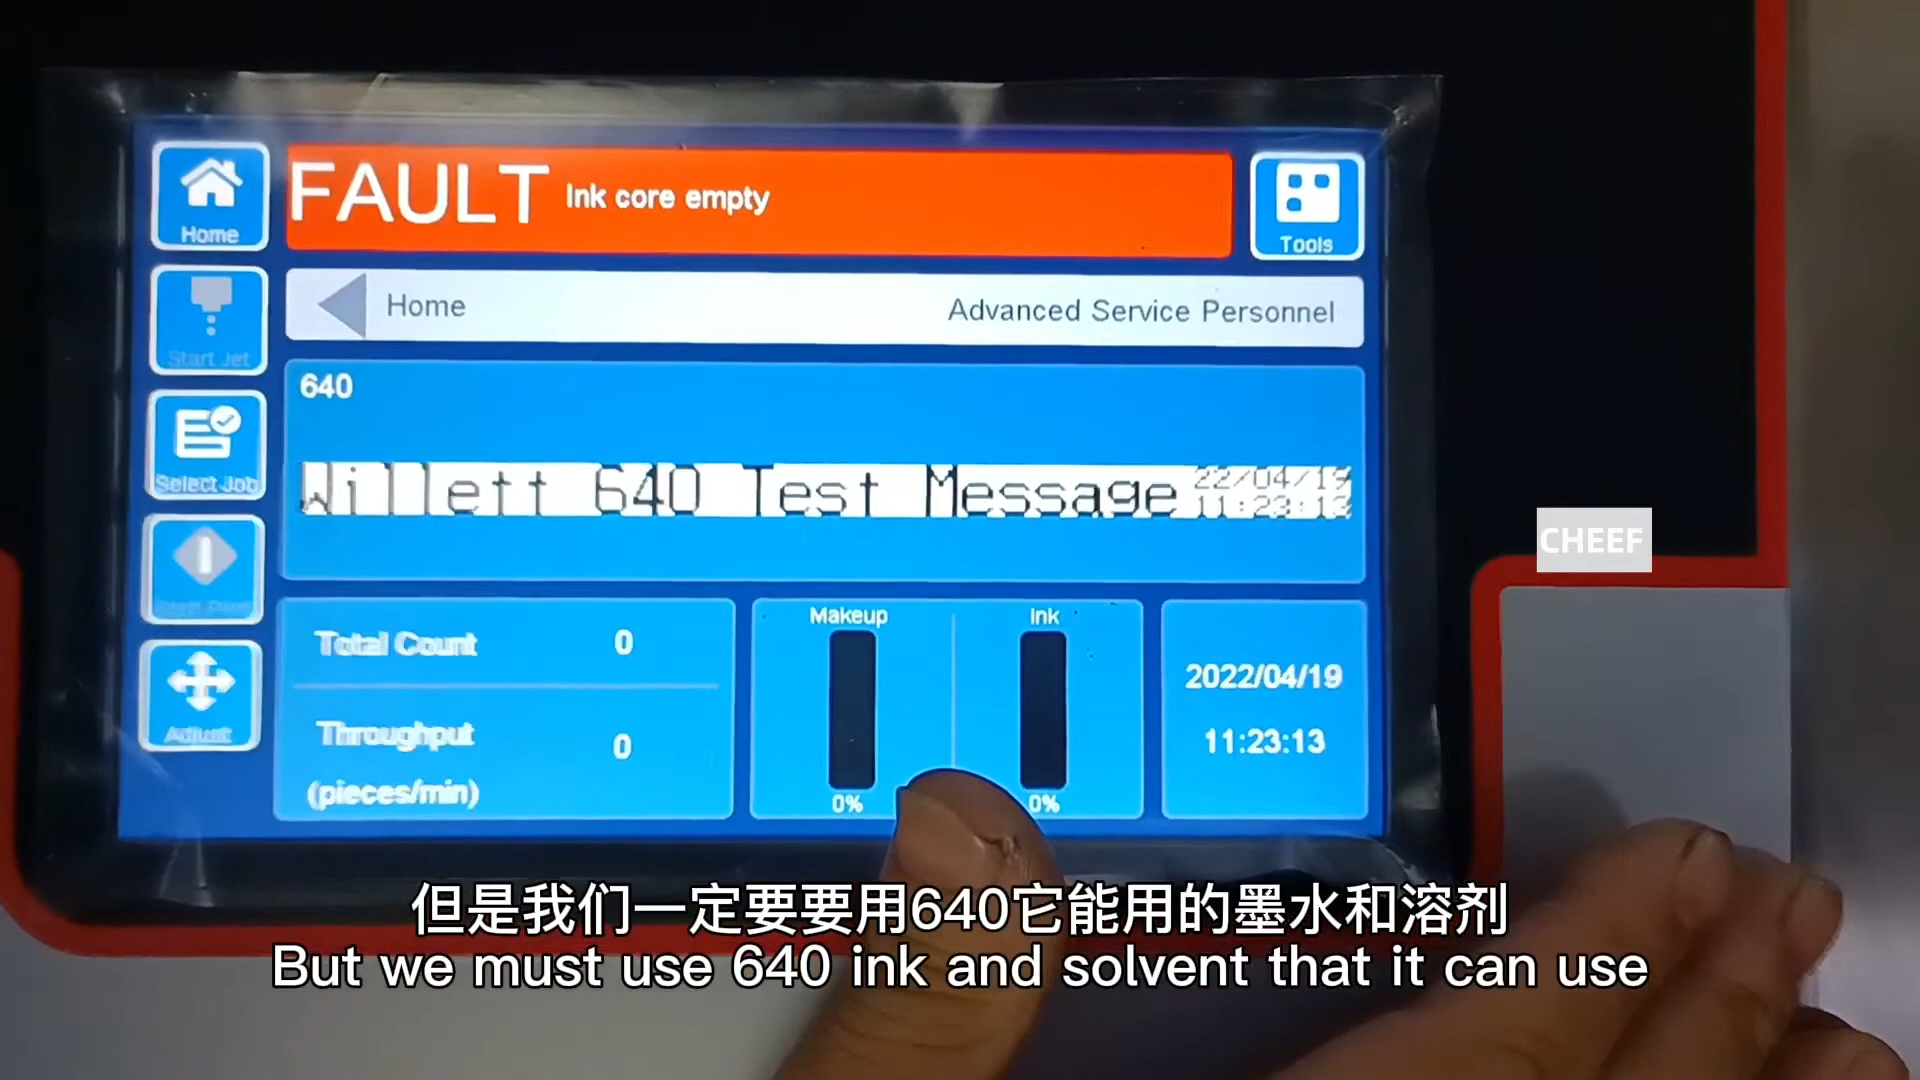 Home
FAULT Ink core empty
Tools
Home
Advanced Service Personnel
Start Jet
640
Select Job
Willett 640 Test Message
22/04/19
CHEEF
Total Count 0
Throughput 0
(pieces/min)
Makeup
0%
Ink
0%
2022/04/19
11:23:13
Adjust
但是我们一定要要用640它能用的墨水和溶剂
But we must use 640 ink and solvent that it can use